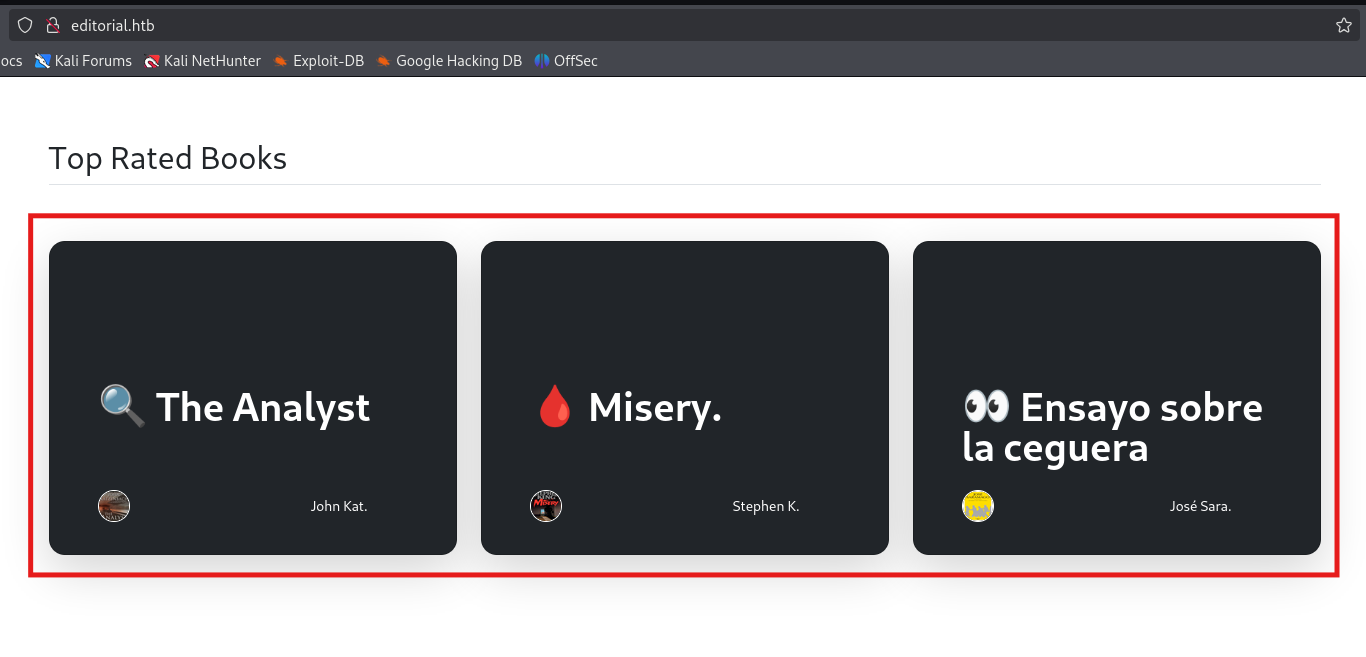 editorial.htb
ocs Kali Forums Kali NetHunter Exploit-DB Google Hacking DB OffSec
Top Rated Books
🔍 The Analyst
John Kat.
🩸 Misery.
Stephen K.
👀 Ensayo sobre
la ceguera
José Sara.